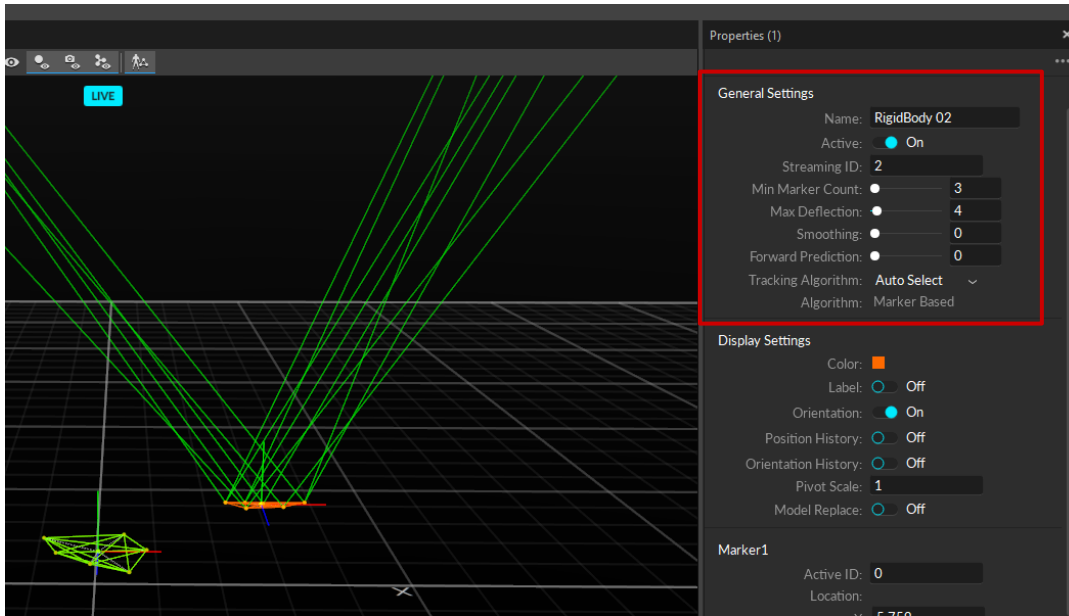 Properties (1)
LIVE
General Settings
Name: RigidBody 02
Active: On
Streaming ID: 2
Min Marker Count: 3
Max Deflection: 4
Smoothing: 0
Forward Prediction: 0
Tracking Algorithm: Auto Select
Algorithm: Marker Based
Display Settings
Color:
Label: Off
Orientation: On
Position History: Off
Orientation History: Off
Pivot Scale: 1
Model Replace: Off
Marker1
Active ID: 0
Location: